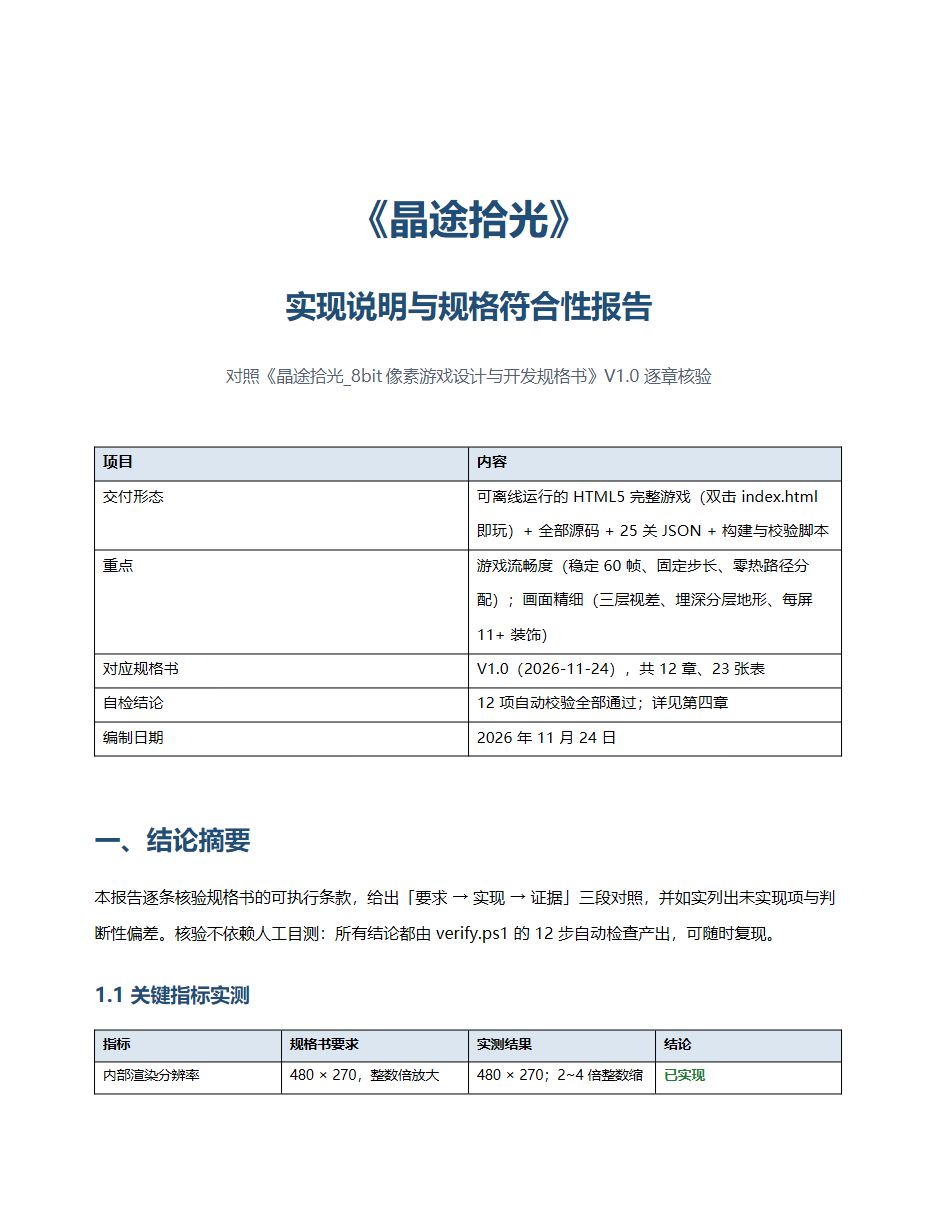 《晶途拾光》
实现说明与规格符合性报告
对照《晶途拾光_8bit 像素游戏设计与开发规格书》V1.0 逐章核验
项目 内容
交付形态 可离线运行的 HTML5 完整游戏（双击 index.html
即玩）+ 全部源码 + 25 关 JSON + 构建与校验脚本
重点 游戏流畅度（稳定 60 帧、固定步长、零热路径分
配）；画面精细（三层视差、埋深分层地形、每屏
11+ 装饰）
对应规格书 V1.0（2026-11-24），共 12 章、23 张表
自检结论 12 项自动校验全部通过；详见第四章
编制日期 2026 年 11 月 24 日
一、结论摘要
本报告逐条核验规格书的可执行条款，给出「要求 → 实现 → 证据」三段对照，并如实列出未实现项与判
断性偏差。核验不依赖人工目测：所有结论都由 verify.ps1 的 12 步自动检查产出，可随时复现。
1.1 关键指标实测
指标 规格书要求 实测结果 结论
内部渲染分辨率 480 × 270，整数倍放大 480 × 270；2~4 倍整数缩 已实现